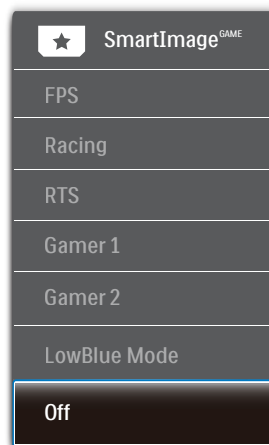 SmartImage GAME
FPS
Racing
RTS
Gamer 1
Gamer 2
LowBlue Mode
Off